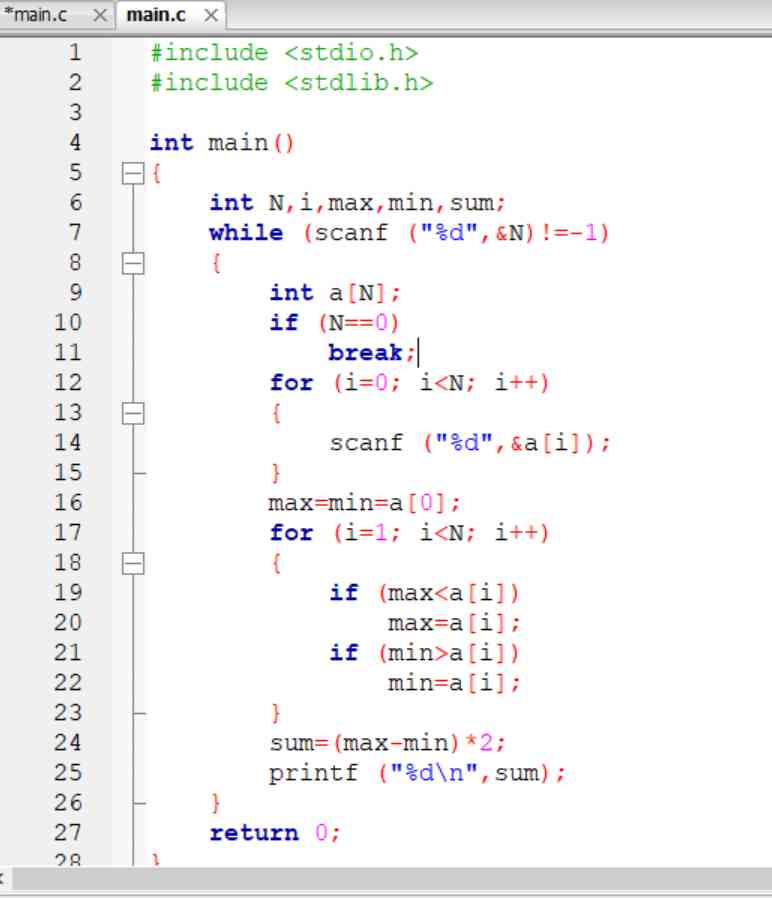 *main.c × main.c ×
1 #include <stdio.h>
2 #include <stdlib.h>
3
4 int main()
5 {
6 int N,i,max,min,sum;
7 while (scanf ("%d",&N)!=-1)
8 {
9 int a[N];
10 if (N==0)
11 break;
12 for (i=0; i<N; i++)
13 {
14 scanf ("%d",&a[i]);
15 }
16 max=min=a[0];
17 for (i=1; i<N; i++)
18 {
19 if (max<a[i])
20 max=a[i];
21 if (min>a[i])
22 min=a[i];
23 }
24 sum=(max-min)*2;
25 printf ("%d\n",sum);
26 }
27 return 0;
28 }